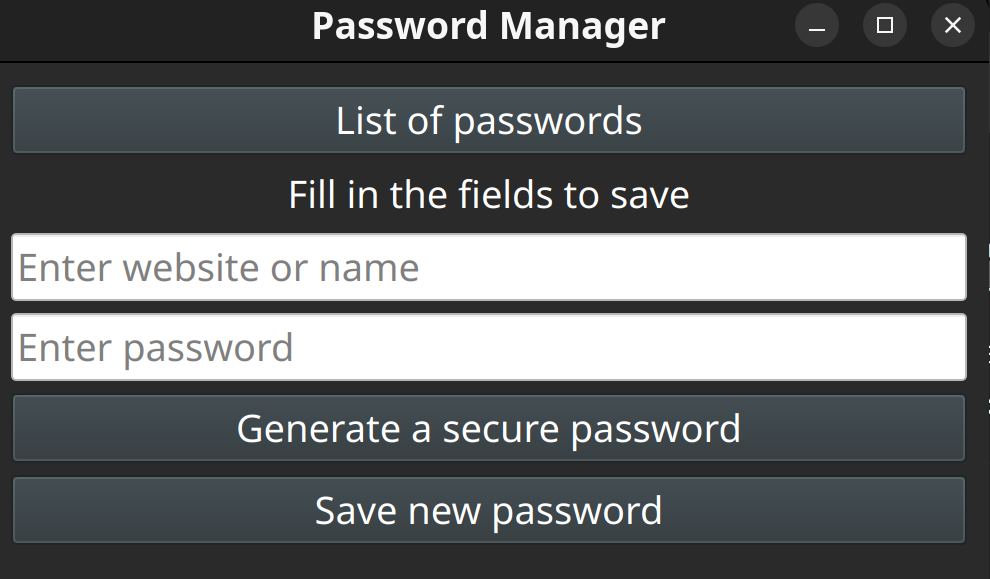 Password Manager
List of passwords
Fill in the fields to save
Enter website or name
Enter password
Generate a secure password
Save new password